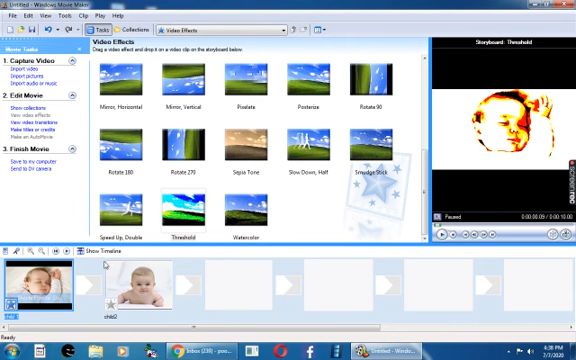 Untitled - Windows Movie Maker
File Edit View Tools Clip Play Help
Tasks Collections Video Effects
Movie Tasks
1. Capture Video
Import video
Import pictures
Import audio or music
2. Edit Movie
Show collections
View video effects
View video transitions
Make titles or credits
Make an AutoMovie
3. Finish Movie
Save to my computer
Send to DV camera
Video Effects
Drag a video effect and drop it on a video clip on the storyboard below.
Mirror, Horizontal Mirror, Vertical Pixelate Posterize Rotate 90
Rotate 180 Rotate 270 Sepia Tone Slow Down, Half Smudge Stick
Speed Up, Double Threshold Watercolor
Storyboard: Threshold
Paused 0:00:00.09 / 0:00:10.00
Show Timeline
child 1
child2
Ready
Inbox (230) - poo...
Untitled - Windo...
4:38 PM
7/7/2020